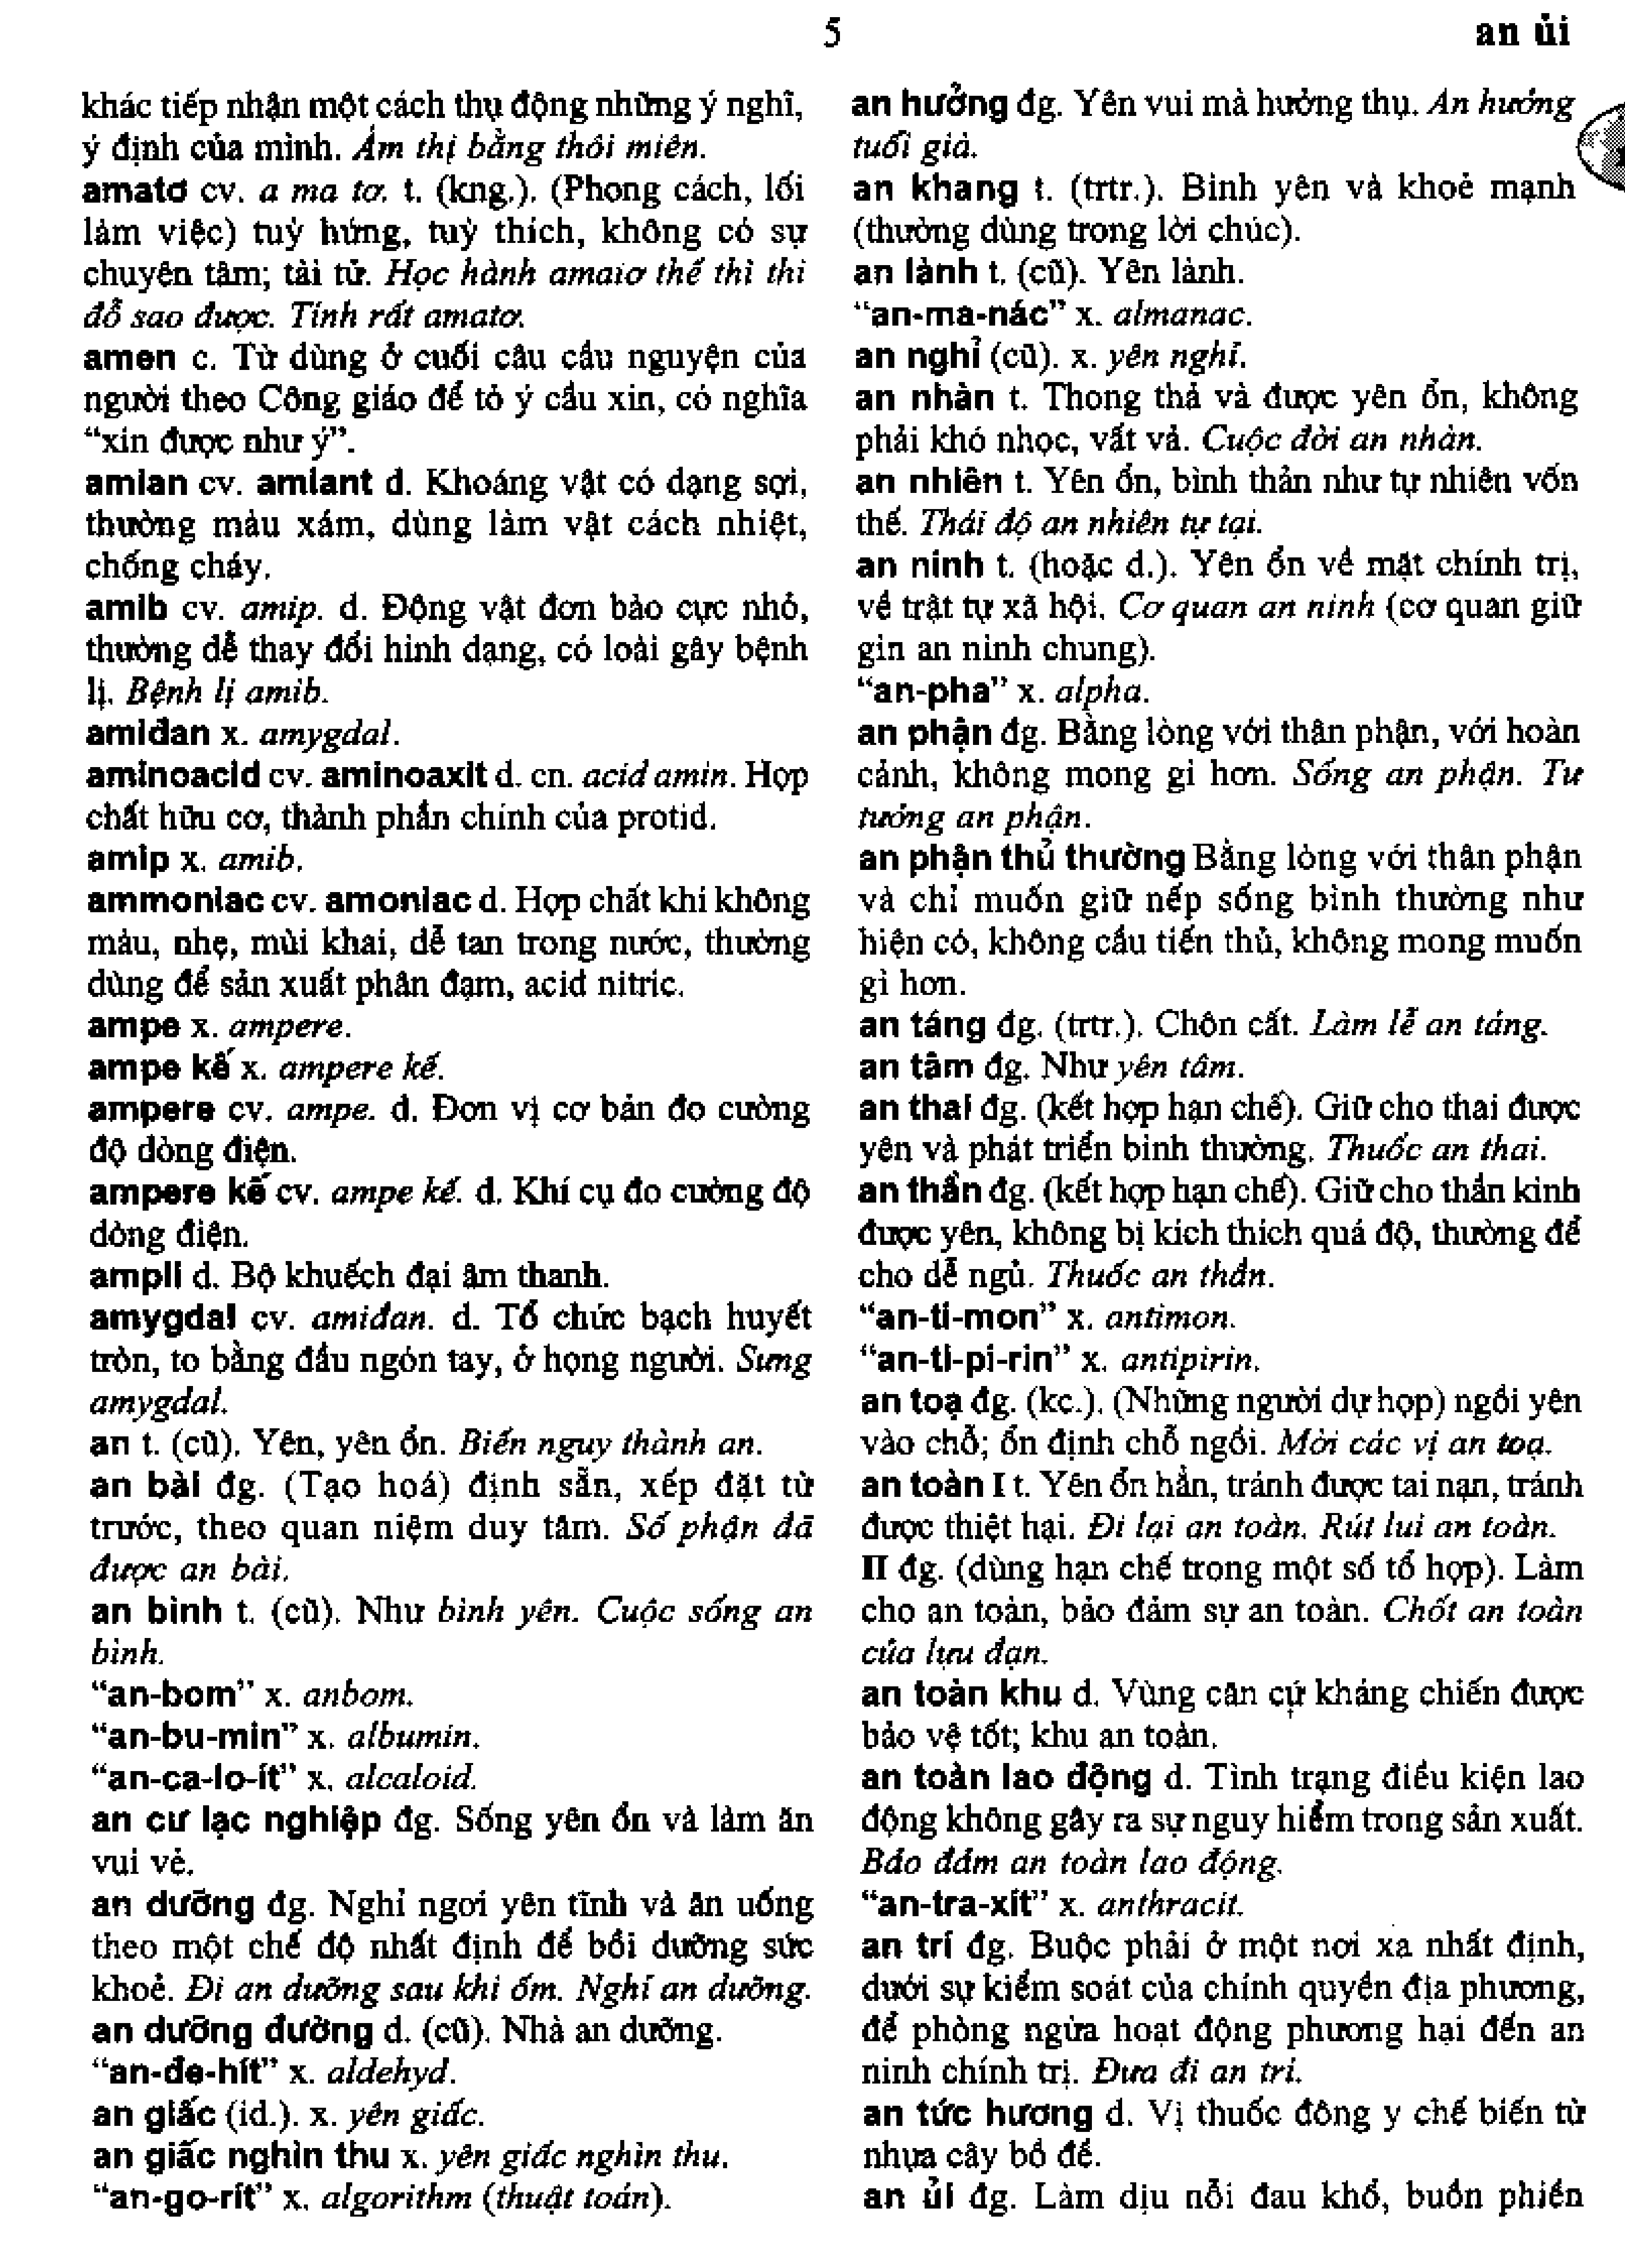 5
an ủi
khác tiếp nhận một cách thụ động những ý nghĩ,
ý định của mình. Ám thị bằng thôi miên.
amatơ cv. a ma tơ. t. (kng.). (Phong cách, lối
làm việc) tuỳ hứng, tuỳ thích, không có sự
chuyên tâm; tài tử. Học hành amatơ thế thì thi
đỗ sao được. Tính rất amatơ.
amen c. Từ dùng ở cuối câu cầu nguyện của
người theo Công giáo để tỏ ý cầu xin, có nghĩa
“xin được như ý”.
amian cv. amiant d. Khoáng vật có dạng sợi,
thường màu xám, dùng làm vật cách nhiệt,
chống cháy.
amib cv. amip. d. Động vật đơn bào cực nhỏ,
thường dễ thay đổi hình dạng, có loài gây bệnh
lị. Bệnh lị amib.
amiđan x. amygdal.
aminoacid cv. aminoaxit d. cn. acid amin. Hợp
chất hữu cơ, thành phần chính của protid.
amip x. amib.
ammoniac cv. amoniac d. Hợp chất khí không
màu, nhẹ, mùi khai, dễ tan trong nước, thường
dùng để sản xuất phân đạm, acid nitric.
ampe x. ampere.
ampe kế x. ampere kế.
ampere cv. ampe. d. Đơn vị cơ bản đo cường
độ dòng điện.
ampere kế cv. ampe kế. d. Khí cụ đo cường độ
dòng điện.
ampli d. Bộ khuếch đại âm thanh.
amygdal cv. amiđan. d. Tổ chức bạch huyết
tròn, to bằng đầu ngón tay, ở họng người. Sưng
amygdal.
an t. (cũ). Yên, yên ổn. Biến nguy thành an.
an bài đg. (Tạo hoá) định sẵn, xếp đặt từ
trước, theo quan niệm duy tâm. Số phận đã
được an bài.
an bình t. (cũ). Như bình yên. Cuộc sống an
bình.
“an-bom” x. anbom.
“an-bu-min” x. albumin.
“an-ca-lo-ít” x. alcaloid.
an cư lạc nghiệp đg. Sống yên ổn và làm ăn
vui vẻ.
an dưỡng đg. Nghỉ ngơi yên tĩnh và ăn uống
theo một chế độ nhất định để bồi dưỡng sức
khoẻ. Đi an dưỡng sau khi ốm. Nghỉ an dưỡng.
an dưỡng đường d. (cũ). Nhà an dưỡng.
“an-đe-hít” x. aldehyd.
an giấc (id.). x. yên giấc.
an giấc nghìn thu x. yên giấc nghìn thu.
“an-go-rít” x. algorithm (thuật toán).
an hưởng đg. Yên vui mà hưởng thụ. An hưởng
tuổi già.
an khang t. (trtr.). Bình yên và khoẻ mạnh
(thường dùng trong lời chúc).
an lành t. (cũ). Yên lành.
“an-ma-nác” x. almanac.
an nghỉ (cũ). x. yên nghỉ.
an nhàn t. Thong thả và được yên ổn, không
phải khó nhọc, vất vả. Cuộc đời an nhàn.
an nhiên t. Yên ổn, bình thản như tự nhiên vốn
thế. Thái độ an nhiên tự tại.
an ninh t. (hoặc d.). Yên ổn về mặt chính trị,
về trật tự xã hội. Cơ quan an ninh (cơ quan giữ
gìn an ninh chung).
“an-pha” x. alpha.
an phận đg. Bằng lòng với thân phận, với hoàn
cảnh, không mong gì hơn. Sống an phận. Tư
tưởng an phận.
an phận thủ thường Bằng lòng với thân phận
và chỉ muốn giữ nếp sống bình thường như
hiện có, không cầu tiến thủ, không mong muốn
gì hơn.
an táng đg. (trtr.). Chôn cất. Làm lễ an táng.
an tâm đg. Như yên tâm.
an thai đg. (kết hợp hạn chế). Giữ cho thai được
yên và phát triển bình thường. Thuốc an thai.
an thần đg. (kết hợp hạn chế). Giữ cho thần kinh
được yên, không bị kích thích quá độ, thường để
cho dễ ngủ. Thuốc an thần.
“an-ti-mon” x. antimon.
“an-ti-pi-rin” x. antipirin.
an toạ đg. (kc.). (Những người dự họp) ngồi yên
vào chỗ; ổn định chỗ ngồi. Mời các vị an toạ.
an toàn I t. Yên ổn hẳn, tránh được tai nạn, tránh
được thiệt hại. Đi lại an toàn. Rút lui an toàn.
II đg. (dùng hạn chế trong một số tổ hợp). Làm
cho an toàn, bảo đảm sự an toàn. Chốt an toàn
của lựu đạn.
an toàn khu d. Vùng căn cứ kháng chiến được
bảo vệ tốt; khu an toàn.
an toàn lao động d. Tình trạng điều kiện lao
động không gây ra sự nguy hiểm trong sản xuất.
Bảo đảm an toàn lao động.
“an-tra-xít” x. anthracit.
an trí đg. Buộc phải ở một nơi xa nhất định,
dưới sự kiểm soát của chính quyền địa phương,
để phòng ngừa hoạt động phương hại đến an
ninh chính trị. Đưa đi an trí.
an tức hương d. Vị thuốc đông y chế biến từ
nhựa cây bồ đề.
an ủi đg. Làm dịu nỗi đau khổ, buồn phiền